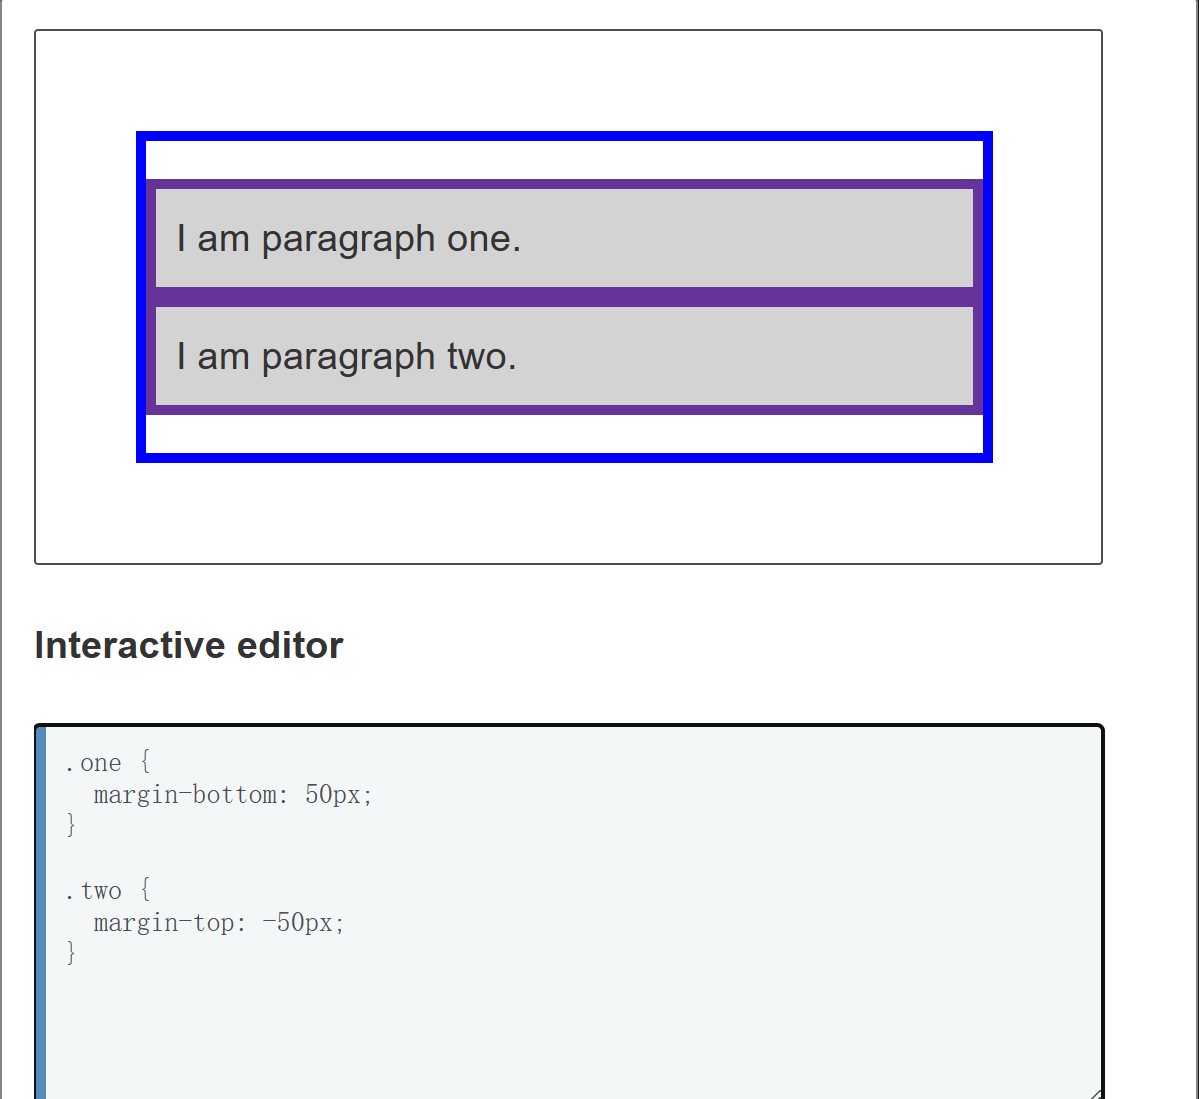 I am paragraph one.
I am paragraph two.
Interactive editor
.one {
  margin-bottom: 50px;
}
.two {
  margin-top: -50px;
}